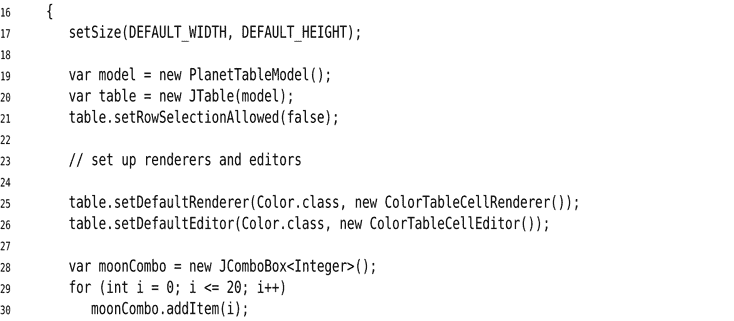 16 {
17 setSize(DEFAULT_WIDTH, DEFAULT_HEIGHT);
18
19 var model = new PlanetTableModel();
20 var table = new JTable(model);
21 table.setRowSelectionAllowed(false);
22
23 // set up renderers and editors
24
25 table.setDefaultRenderer(Color.class, new ColorTableCellRenderer());
26 table.setDefaultEditor(Color.class, new ColorTableCellEditor());
27
28 var moonCombo = new JComboBox<Integer>();
29 for (int i = 0; i <= 20; i++)
30 moonCombo.addItem(i);